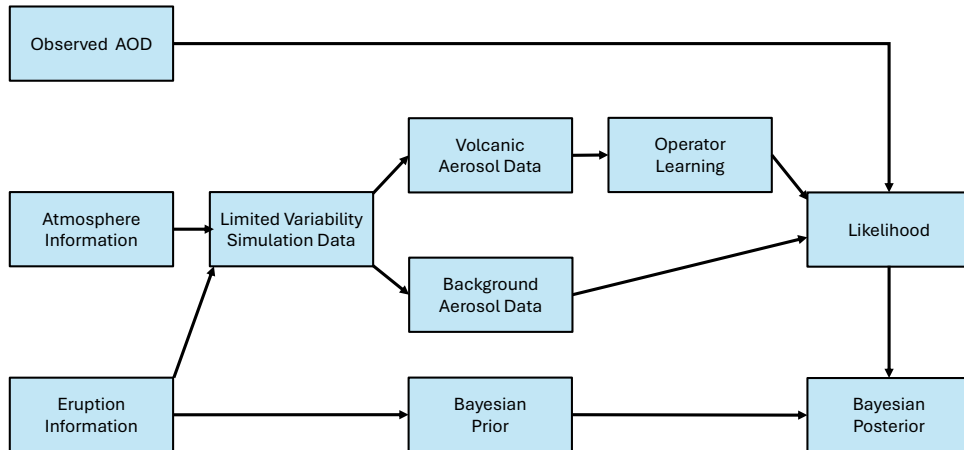 Observed AOD
Volcanic
Aerosol Data
Operator
Learning
Atmosphere
Information
Limited Variability
Simulation Data
Likelihood
Background
Aerosol Data
Eruption
Information
Bayesian
Prior
Bayesian
Posterior